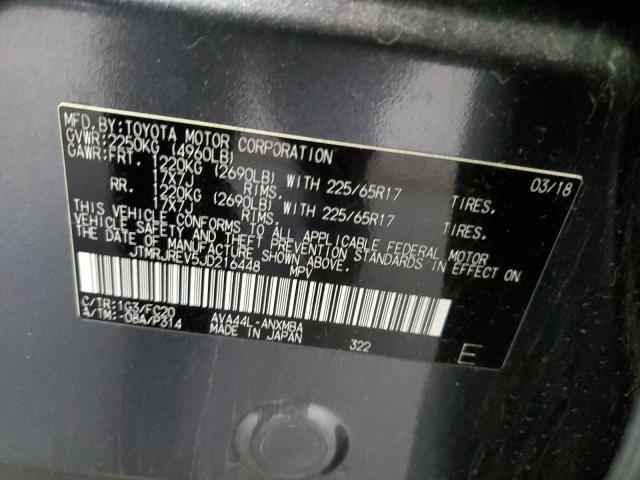 MFD.BY:TOYOTA MOTOR CORPORATION 03/18
GVWR:2250KG (4960LB)
GAWR:FRT. 1220KG (2690LB) WITH 225/65R17 TIRES.
17X7J RIMS.
RR. 1220KG (2690LB) WITH 225/65R17 TIRES.
17X7J RIMS.
THIS VEHICLE CONFORMS TO ALL APPLICABLE FEDERAL MOTOR
VEHICLE SAFETY AND THEFT PREVENTION STANDARDS IN EFFECT ON
THE DATE OF MANUFACTURE SHOWN ABOVE.
JTMRJREV5JD216448 MPV
C/TR:1G3/FC20 AVA44L-ANXMBA
A/TM:-08A/P314 MADE IN JAPAN 322 E